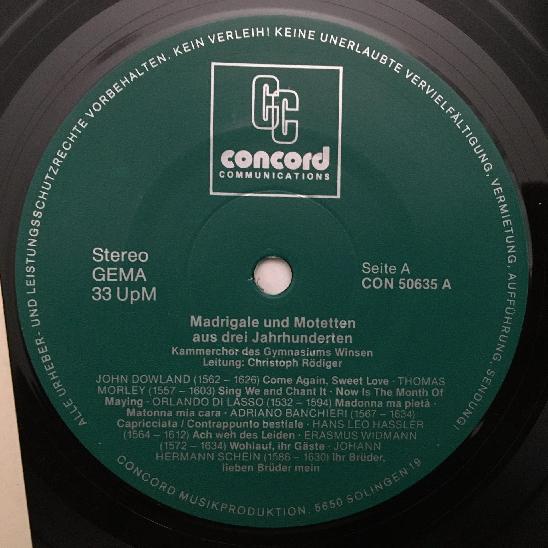 ALLE URHEBER- UND LEISTUNGSSCHUTZRECHTE VORBEHALTEN. KEIN VERLEIH! KEINE UNERLAUBTE VERVIELFÄLTIGUNG, VERMIETUNG, AUFFÜHRUNG, SENDUNG!
CC
concord
COMMUNICATIONS
Stereo
GEMA
33 UpM
Seite A
CON 50635 A
Madrigale und Motetten
aus drei Jahrhunderten
Kammerchor des Gymnasiums Winsen
Leitung: Christoph Rödiger
JOHN DOWLAND (1562 – 1626) Come Again, Sweet Love · THOMAS
MORLEY (1557 – 1603) Sing We and Chant It · Now Is The Month Of
Maying · ORLANDO DI LASSO (1532 – 1594) Madonna ma pietà ·
Matonna mia cara · ADRIANO BANCHIERI (1567 – 1634)
Capricciata / Contrappunto bestiale · HANS LEO HASSLER
(1564 – 1612) Ach weh des Leiden · ERASMUS WIDMANN
(1572 – 1634) Wohlauf, ihr Gäste · JOHANN
HERMANN SCHEIN (1586 – 1630) Ihr Brüder,
lieben Brüder mein
CONCORD MUSIKPRODUKTION, 5650 SOLINGEN 19